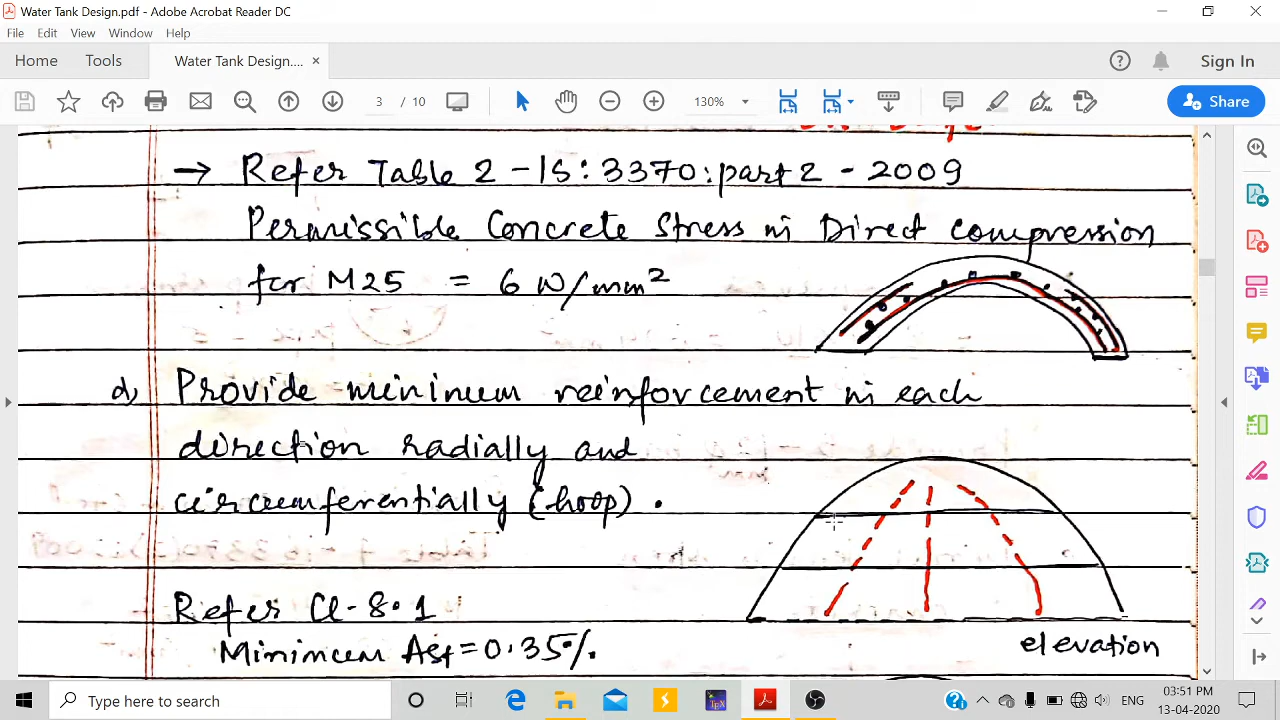 Water Tank Design.pdf - Adobe Acrobat Reader DC
File Edit View Window Help
Home Tools Water Tank Design.... × Sign In
3 / 10 130% Share
→ Refer Table 2 - IS : 3370 : part 2 - 2009
Permissible Concrete Stress in Direct compression
for M25 = 6 N/mm²
d) Provide minimum reeinforcement in each
direction radially and
circumferentially (hoop).
Refer Cl-8.1
Minimum Ast = 0.35%.
elevation
Type here to search
ENG
03:51 PM
13-04-2020